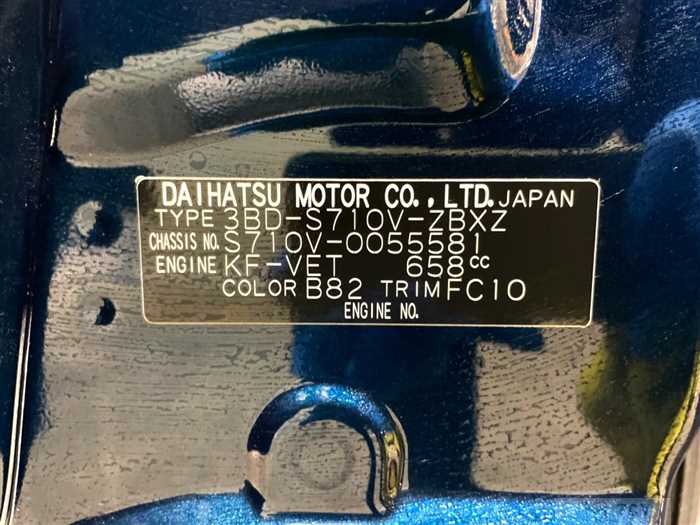 DAIHATSU MOTOR CO., LTD. JAPAN
TYPE 3BD-S710V-ZBXZ
CHASSIS NO. S710V-0055581
ENGINE KF-VET 658cc
COLOR B82 TRIM FC10
ENGINE NO.